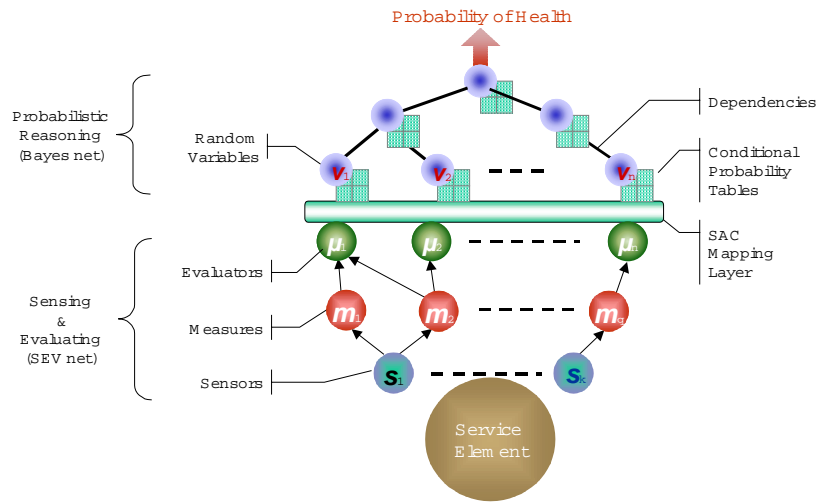 Probability of Health
Probabilistic
Reasoning
(Bayes net)
Random
Variables
Dependencies
Conditional
Probability
Tables
v1
v2
vn
SAC
Mapping
Layer
μ1
μ2
μn
Evaluators
Sensing
&
Evaluating
(SEV net)
Measures
m1
m2
mq
Sensors
s1
sk
Service
Element